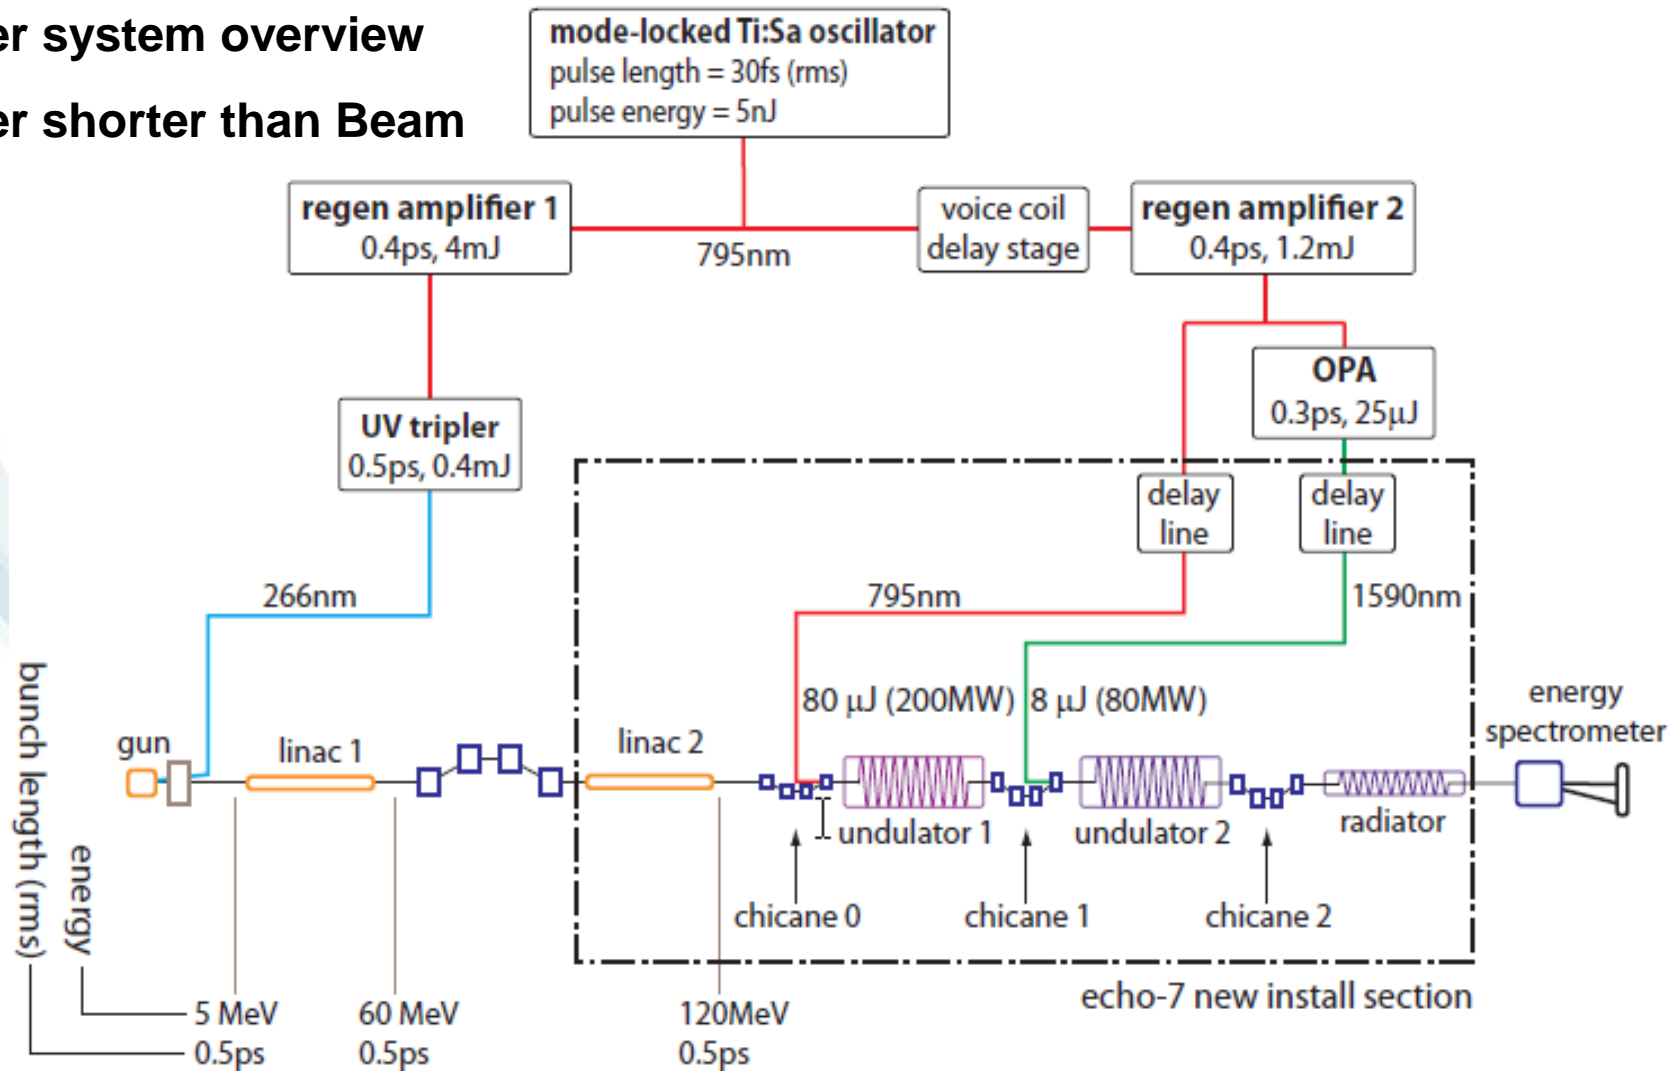 er system overview
er shorter than Beam
mode-locked Ti:Sa oscillator
pulse length = 30fs (rms)
pulse energy = 5nJ
regen amplifier 1
0.4ps, 4mJ
795nm
voice coil
delay stage
regen amplifier 2
0.4ps, 1.2mJ
OPA
0.3ps, 25µJ
UV tripler
0.5ps, 0.4mJ
delay
line
delay
line
266nm
795nm
1590nm
80 µJ (200MW)
8 µJ (80MW)
energy
spectrometer
gun
linac 1
linac 2
undulator 1
undulator 2
radiator
chicane 0
chicane 1
chicane 2
echo-7 new install section
bunch length (rms)
energy
5 MeV
60 MeV
120MeV
0.5ps
0.5ps
0.5ps